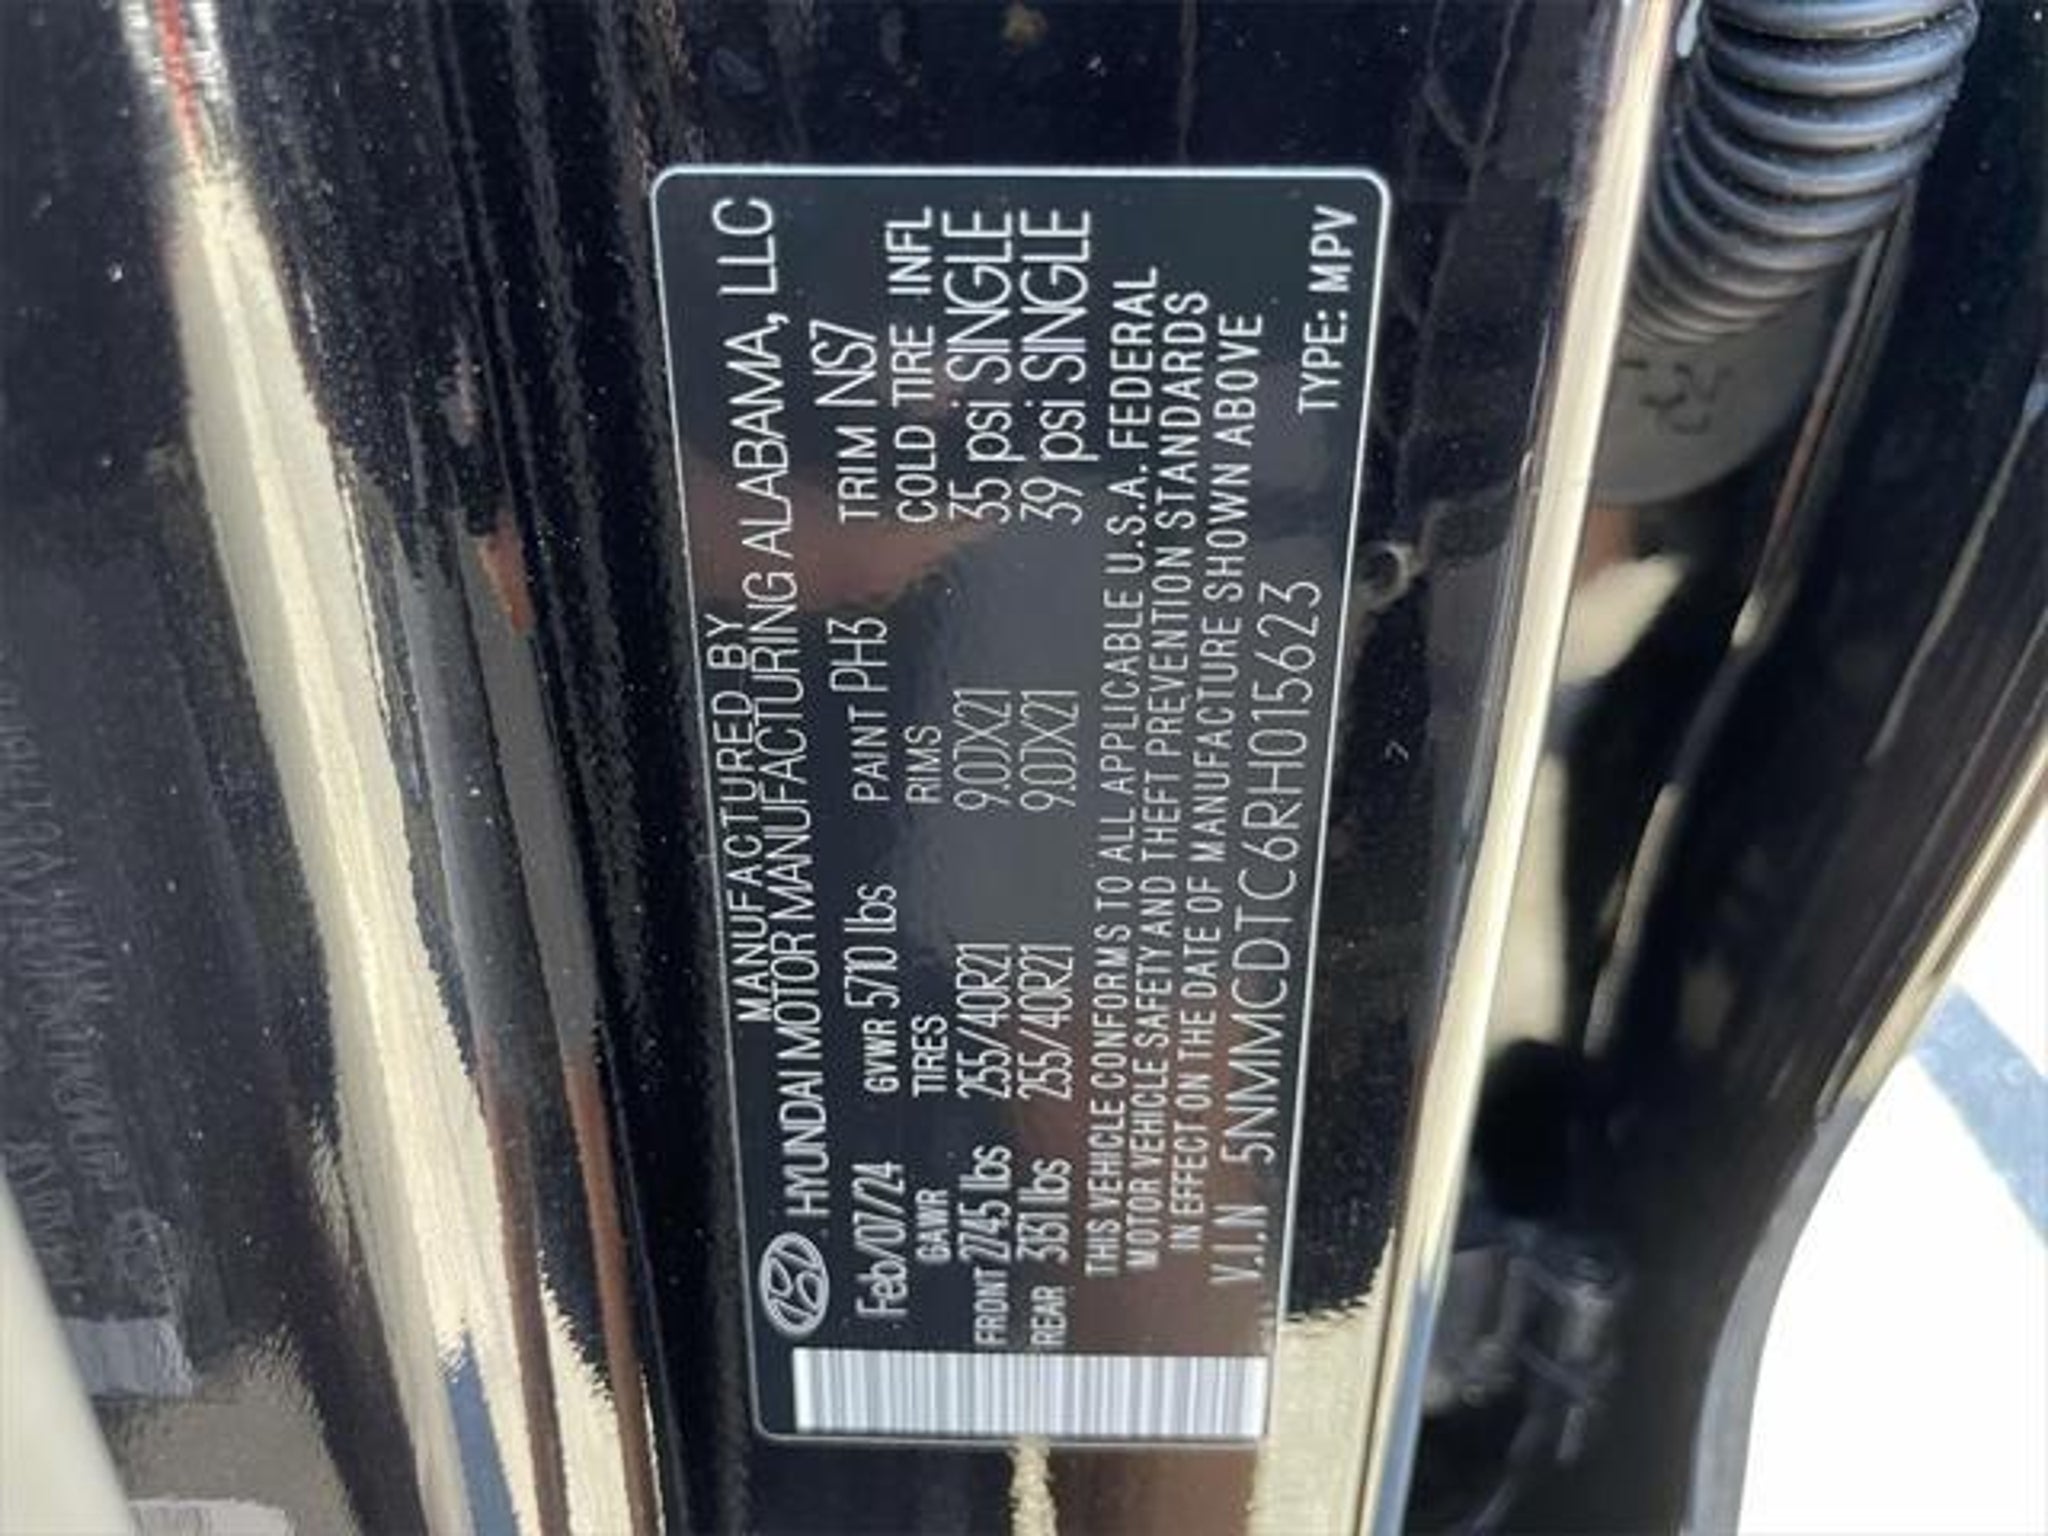 MANUFACTURED BY
HYUNDAI MOTOR MANUFACTURING ALABAMA, LLC
Feb/07/24 GVWR 5710 lbs PAINT PH3 TRIM NS7
GAWR TIRES RIMS COLD TIRE INFL
FRONT 2745 lbs 255/40R21 9.0JX21 35 psi SINGLE
REAR 3131 lbs 255/40R21 9.0JX21 39 psi SINGLE
THIS VEHICLE CONFORMS TO ALL APPLICABLE U.S.A. FEDERAL
MOTOR VEHICLE SAFETY AND THEFT PREVENTION STANDARDS
IN EFFECT ON THE DATE OF MANUFACTURE SHOWN ABOVE
V.I.N 5NMMCDTC6RH015623 TYPE: MPV